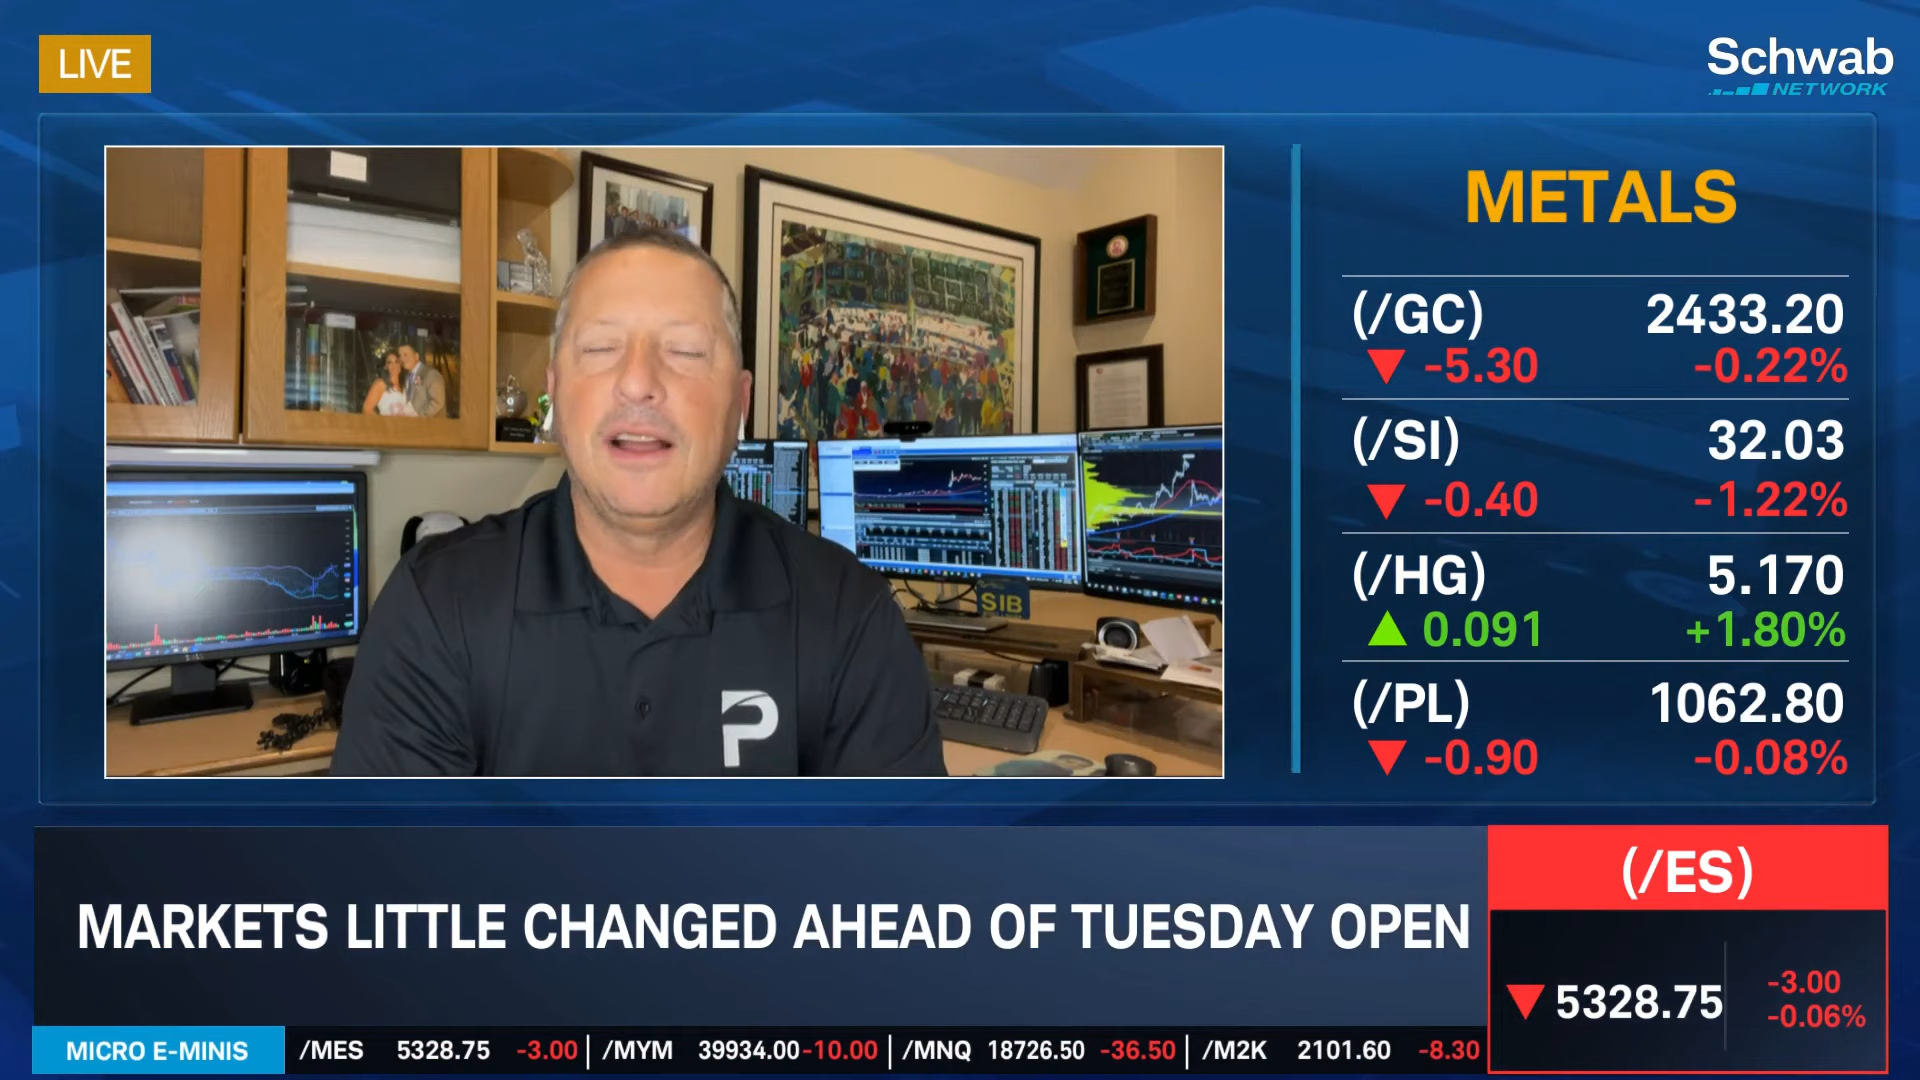 LIVE
Schwab
NETWORK
METALS
(/GC) 2433.20
-5.30 -0.22%
(/SI) 32.03
-0.40 -1.22%
(/HG) 5.170
0.091 +1.80%
(/PL) 1062.80
-0.90 -0.08%
SIB
P
MARKETS LITTLE CHANGED AHEAD OF TUESDAY OPEN
(/ES)
5328.75
-3.00
-0.06%
MICRO E-MINIS /MES 5328.75 -3.00 /MYM 39934.00 -10.00 /MNQ 18726.50 -36.50 /M2K 2101.60 -8.30